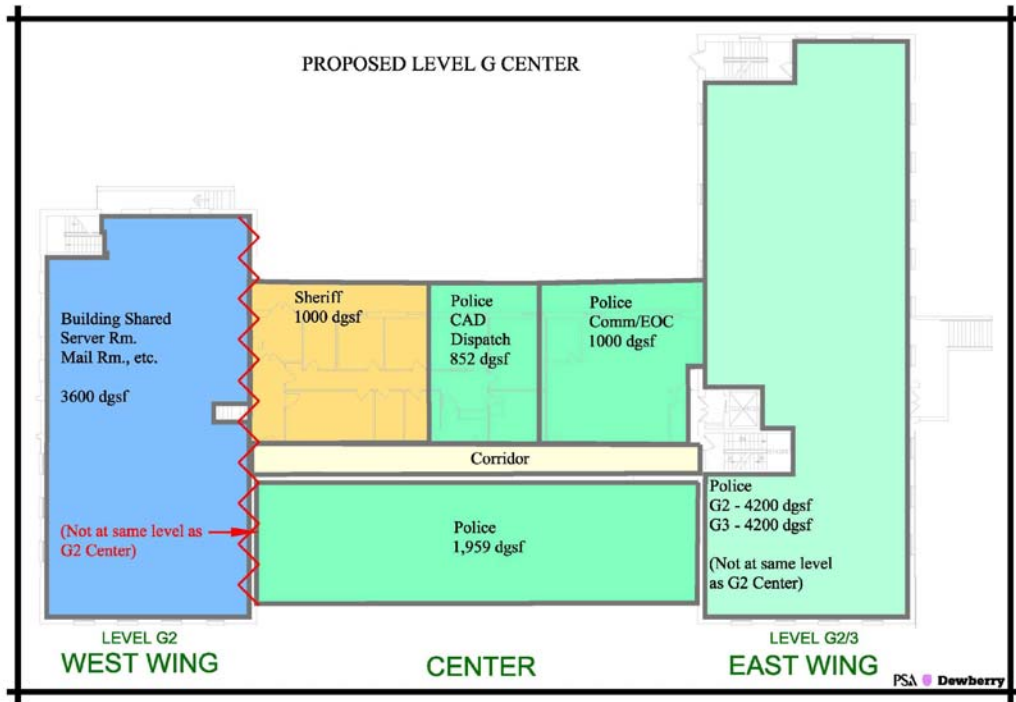 PROPOSED LEVEL G CENTER
Building Shared
Server Rm.
Mail Rm., etc.
3600 dgsf
(Not at same level as
G2 Center)
Sheriff
1000 dgsf
Police
CAD
Dispatch
852 dgsf
Police
Comm/EOC
1000 dgsf
Corridor
Police
1,959 dgsf
Police
G2 - 4200 dgsf
G3 - 4200 dgsf
(Not at same level
as G2 Center)
LEVEL G2
WEST WING
CENTER
LEVEL G2/3
EAST WING
PSA Dewberry